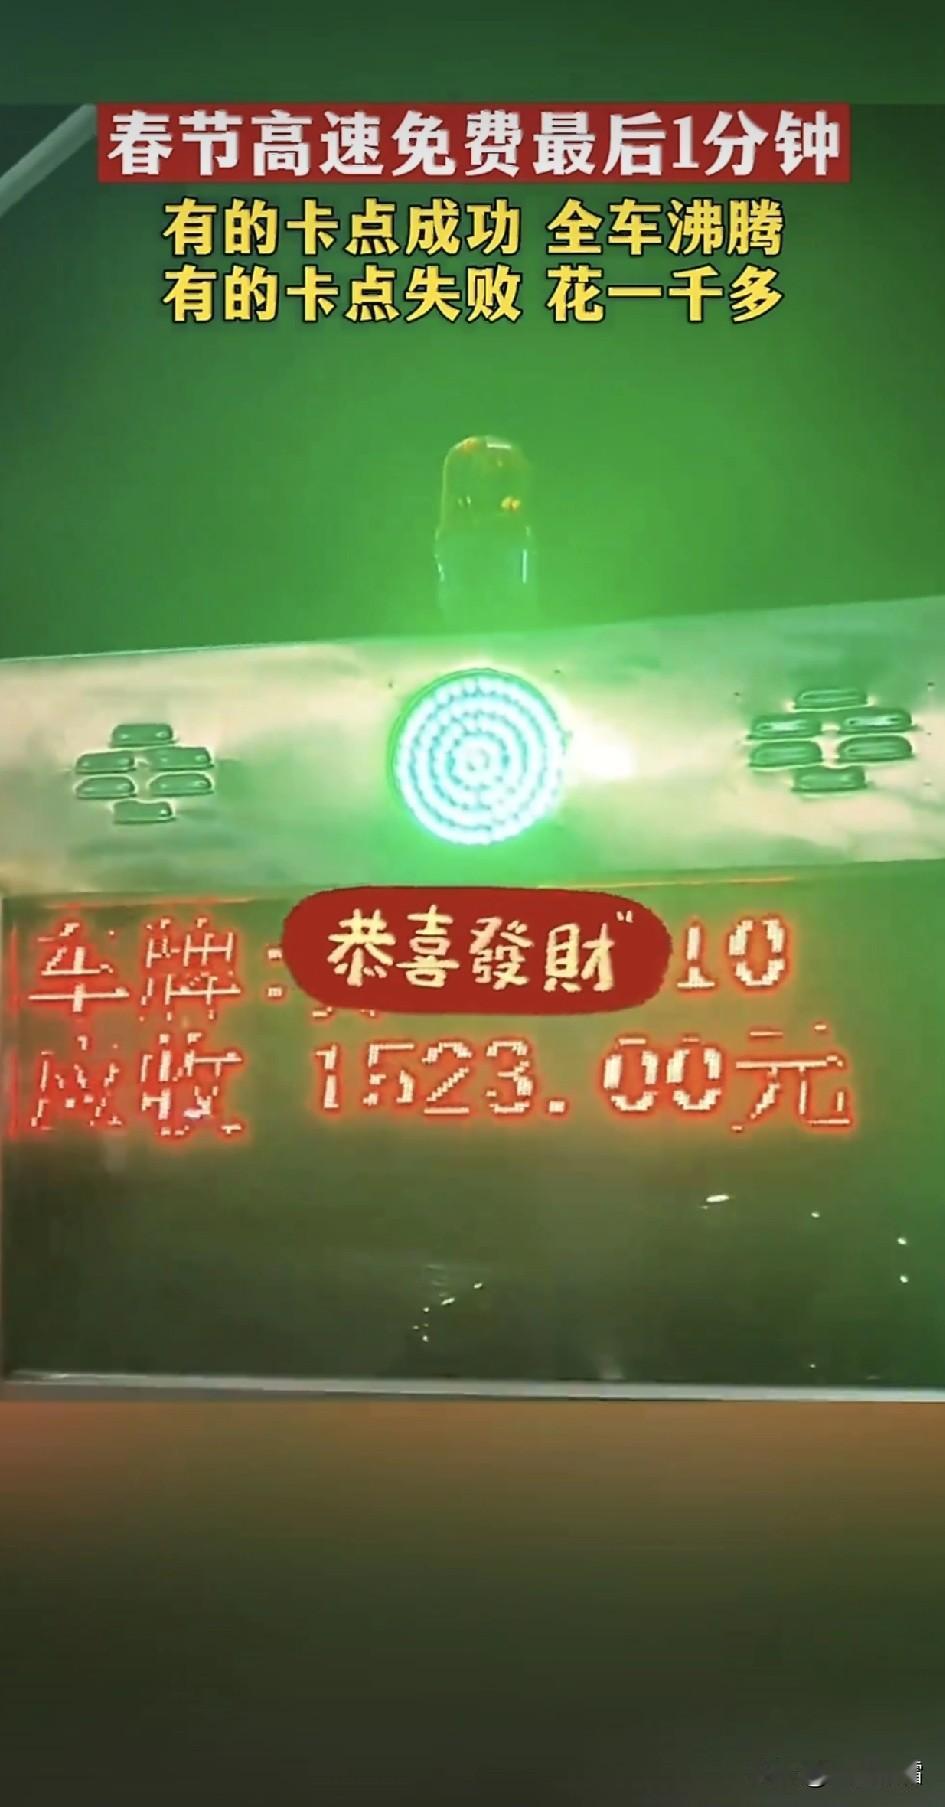 春节高速免费最后1分钟
有的卡点成功 全车沸腾
有的卡点失败 花一千多
车牌: 恭喜發財 10
应收 1523.00元